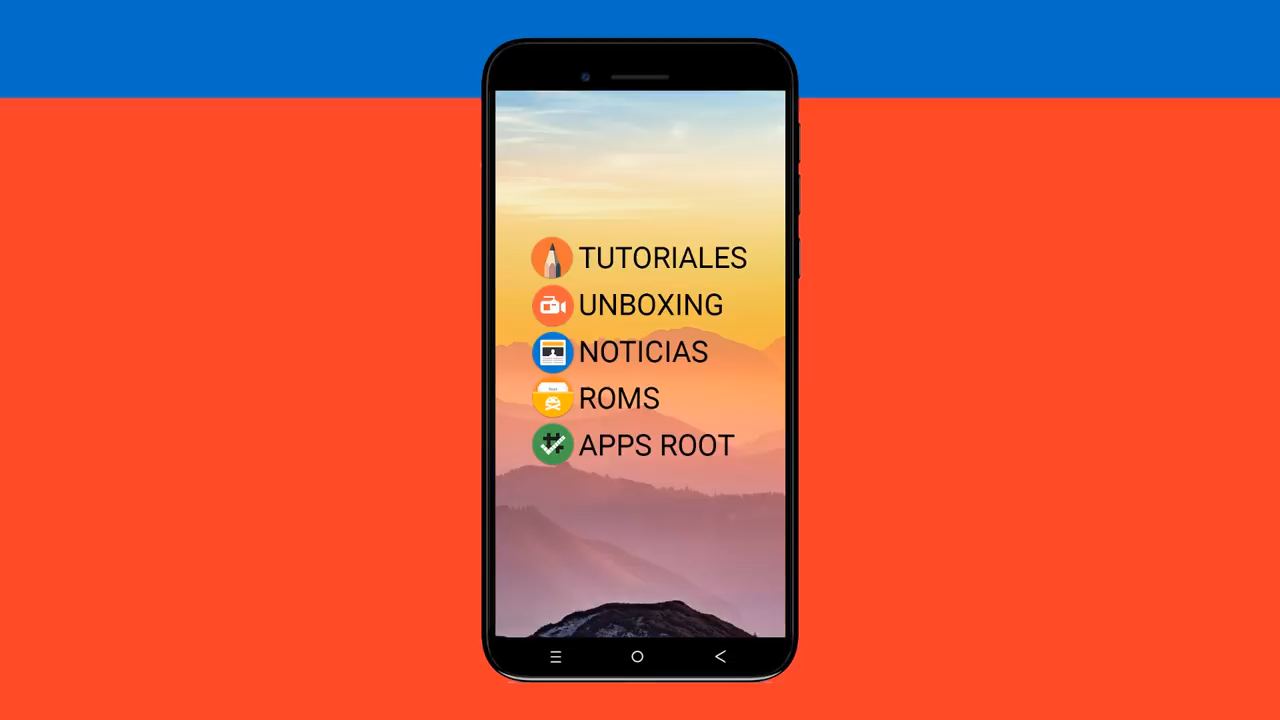 TUTORIALES
UNBOXING
NOTICIAS
ROMS
APPS ROOT